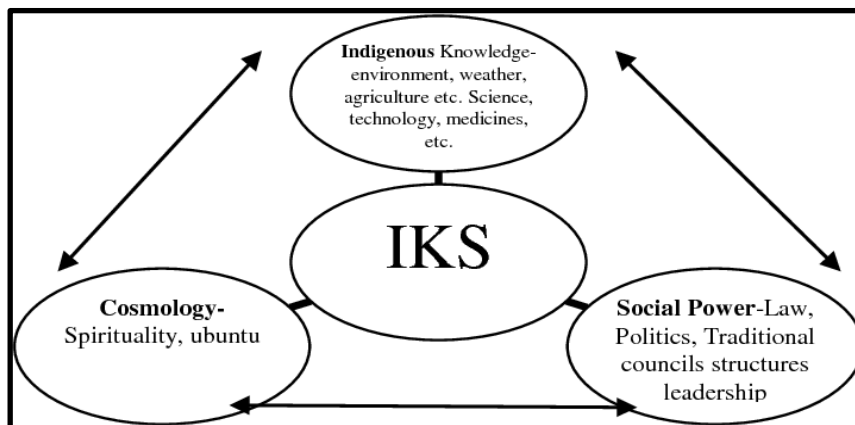 Indigenous Knowledge-
environment, weather,
agriculture etc. Science,
technology, medicines,
etc.
IKS
Cosmology-
Spirituality, ubuntu
Social Power-Law,
Politics, Traditional
councils structures
leadership